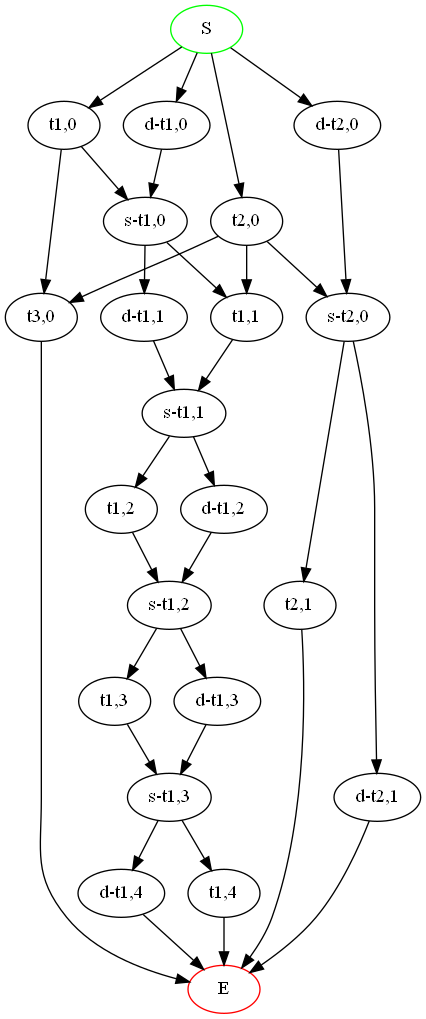 S
t1,0
d-t1,0
d-t2,0
s-t1,0
t2,0
t3,0
d-t1,1
t1,1
s-t2,0
s-t1,1
t1,2
d-t1,2
s-t1,2
t2,1
t1,3
d-t1,3
s-t1,3
d-t2,1
d-t1,4
t1,4
E